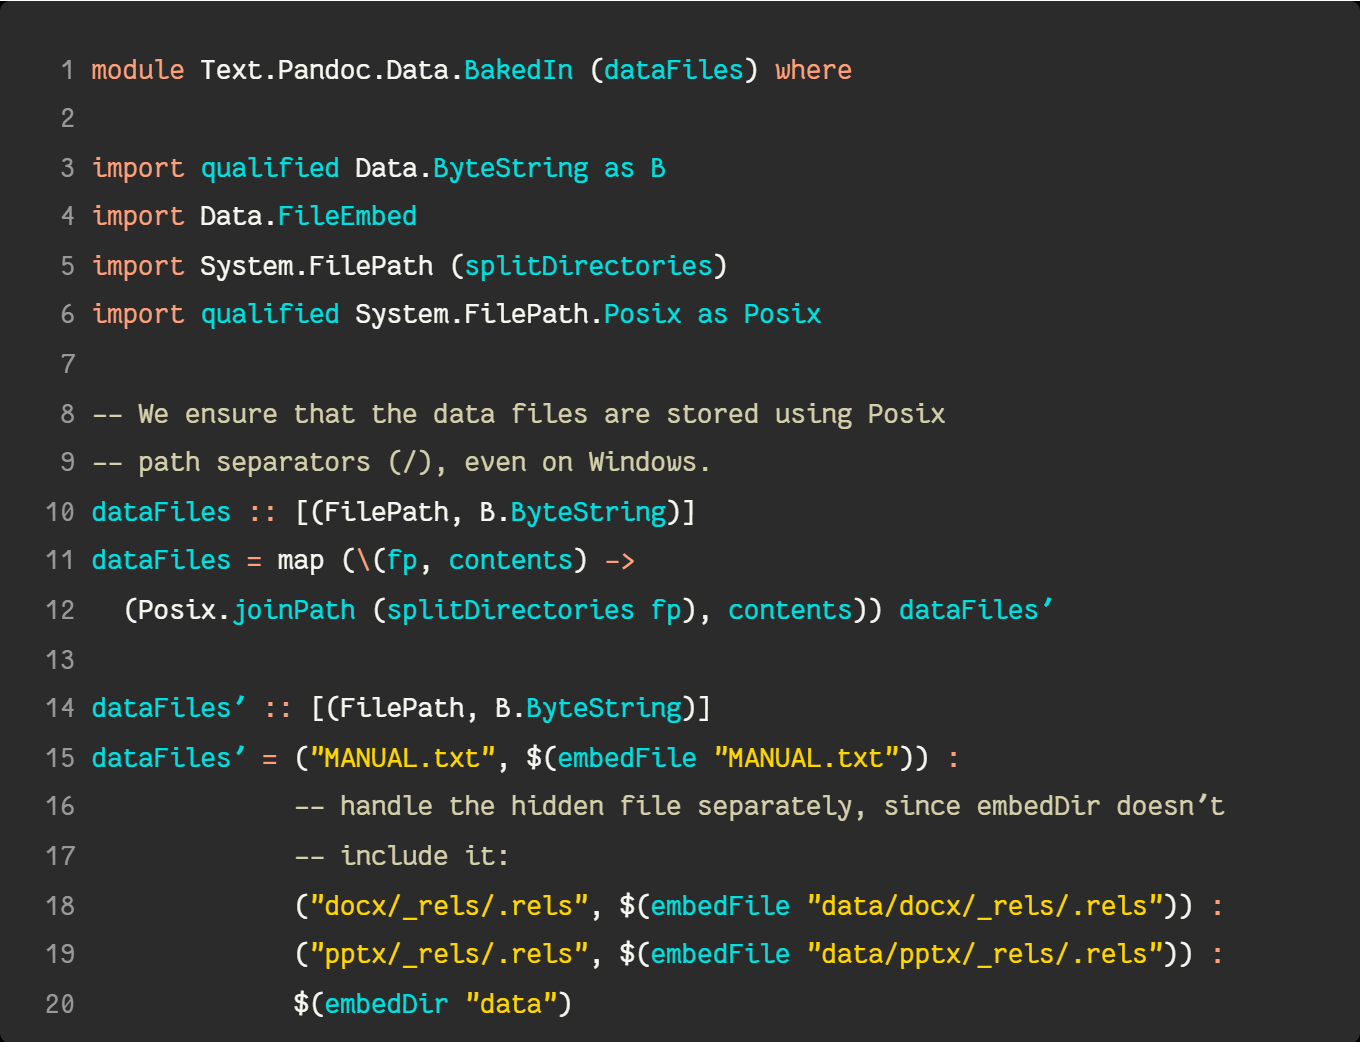 1 module Text.Pandoc.Data.BakedIn (dataFiles) where
2
3 import qualified Data.ByteString as B
4 import Data.FileEmbed
5 import System.FilePath (splitDirectories)
6 import qualified System.FilePath.Posix as Posix
7
8 -- We ensure that the data files are stored using Posix
9 -- path separators (/), even on Windows.
10 dataFiles :: [(FilePath, B.ByteString)]
11 dataFiles = map (\(fp, contents) ->
12   (Posix.joinPath (splitDirectories fp), contents)) dataFiles'
13
14 dataFiles' :: [(FilePath, B.ByteString)]
15 dataFiles' = ("MANUAL.txt", $(embedFile "MANUAL.txt")) :
16              -- handle the hidden file separately, since embedDir doesn't
17              -- include it:
18              ("docx/_rels/.rels", $(embedFile "data/docx/_rels/.rels")) :
19              ("pptx/_rels/.rels", $(embedFile "data/pptx/_rels/.rels")) :
20              $(embedDir "data")